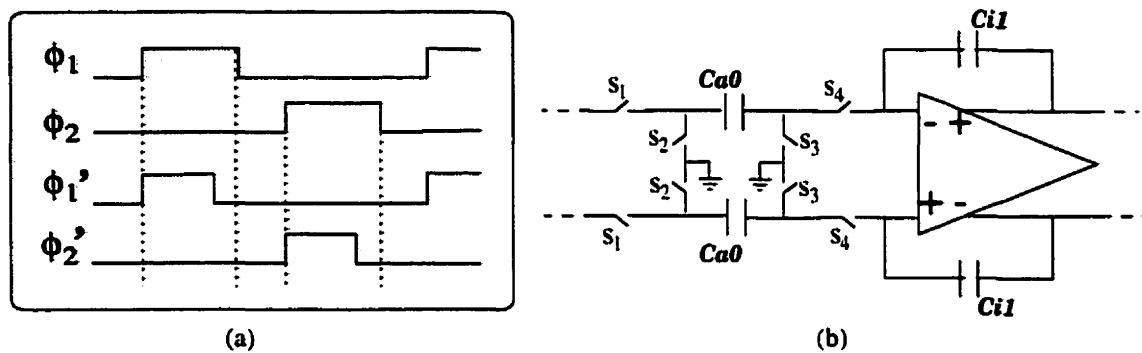 ϕ₁
ϕ₂
ϕ₁’
ϕ₂’
(a)
Ci1
Ca0
S₁
S₄
S₂
S₃
- +
S₂
S₃
+ -
S₁
Ca0
S₄
Ci1
(b)